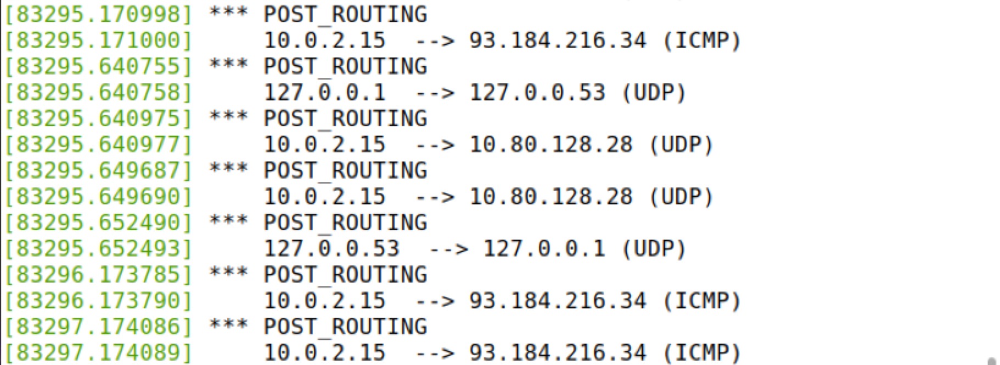 [83295.170998] *** POST_ROUTING
[83295.171000]     10.0.2.15  --> 93.184.216.34 (ICMP)
[83295.640755] *** POST_ROUTING
[83295.640758]     127.0.0.1  --> 127.0.0.53 (UDP)
[83295.640975] *** POST_ROUTING
[83295.640977]     10.0.2.15  --> 10.80.128.28 (UDP)
[83295.649687] *** POST_ROUTING
[83295.649690]     10.0.2.15  --> 10.80.128.28 (UDP)
[83295.652490] *** POST_ROUTING
[83295.652493]     127.0.0.53  --> 127.0.0.1 (UDP)
[83296.173785] *** POST_ROUTING
[83296.173790]     10.0.2.15  --> 93.184.216.34 (ICMP)
[83297.174086] *** POST_ROUTING
[83297.174089]     10.0.2.15  --> 93.184.216.34 (ICMP)